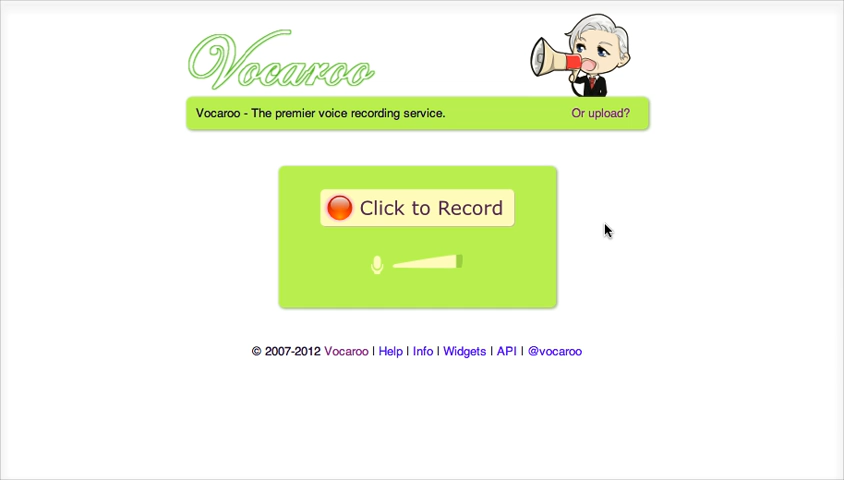 Vocaroo
Vocaroo - The premier voice recording service.
Or upload?
Click to Record
© 2007-2012 Vocaroo | Help | Info | Widgets | API | @vocaroo